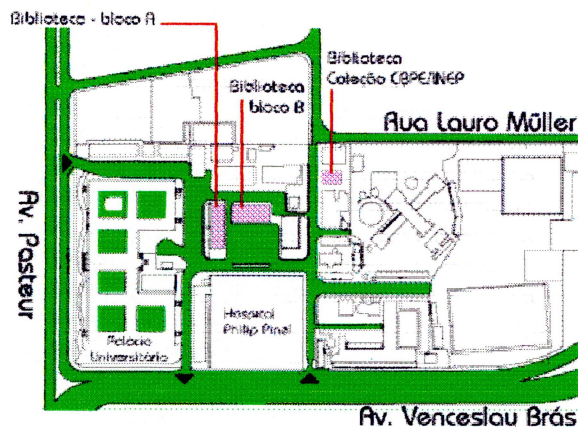 Biblioteca - bloco A
Biblioteca
bloco B
Biblioteca
Coleção CBPE/INEP
Rua Lauro Müller
Av. Pasteur
Hospital
Philip Pinel
Palácio
Universitário
Av. Venceslau Brás